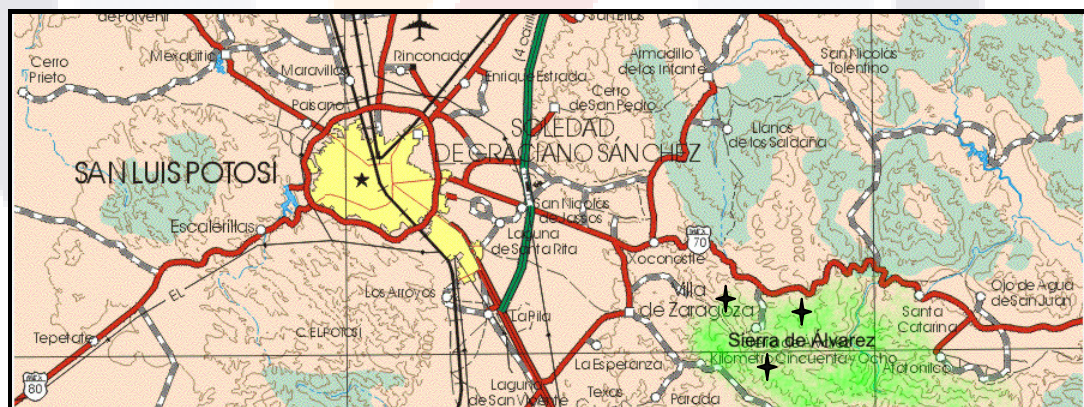 de Porvenir
San Elías
Mexquitic
Rinconada
Armadillo
de los Infante
San Nicolás
Tolentino
Cerro
Prieto
Maravillas
Enrique Estrada
Cerro
de San Pedro
Paisano
SOLEDAD
DE GRACIANO SÁNCHEZ
Llanos
de los Saldaña
SAN LUIS POTOSÍ
San Nicolás
de Jassos
Escalerillas
Laguna
de Santa Rita
Xoconostle
70
EL
Los Arroyos
Villa
de Zaragoza
Ojo de Agua
de San Juan
Santa
Catarina
La Pila
C. EL POTOSÍ
Tepetate
Sierra de Álvarez
Kilómetro Cincuenta y Ocho
La Esperanza
80
Laguna
de San Vicente
Texas
Parada